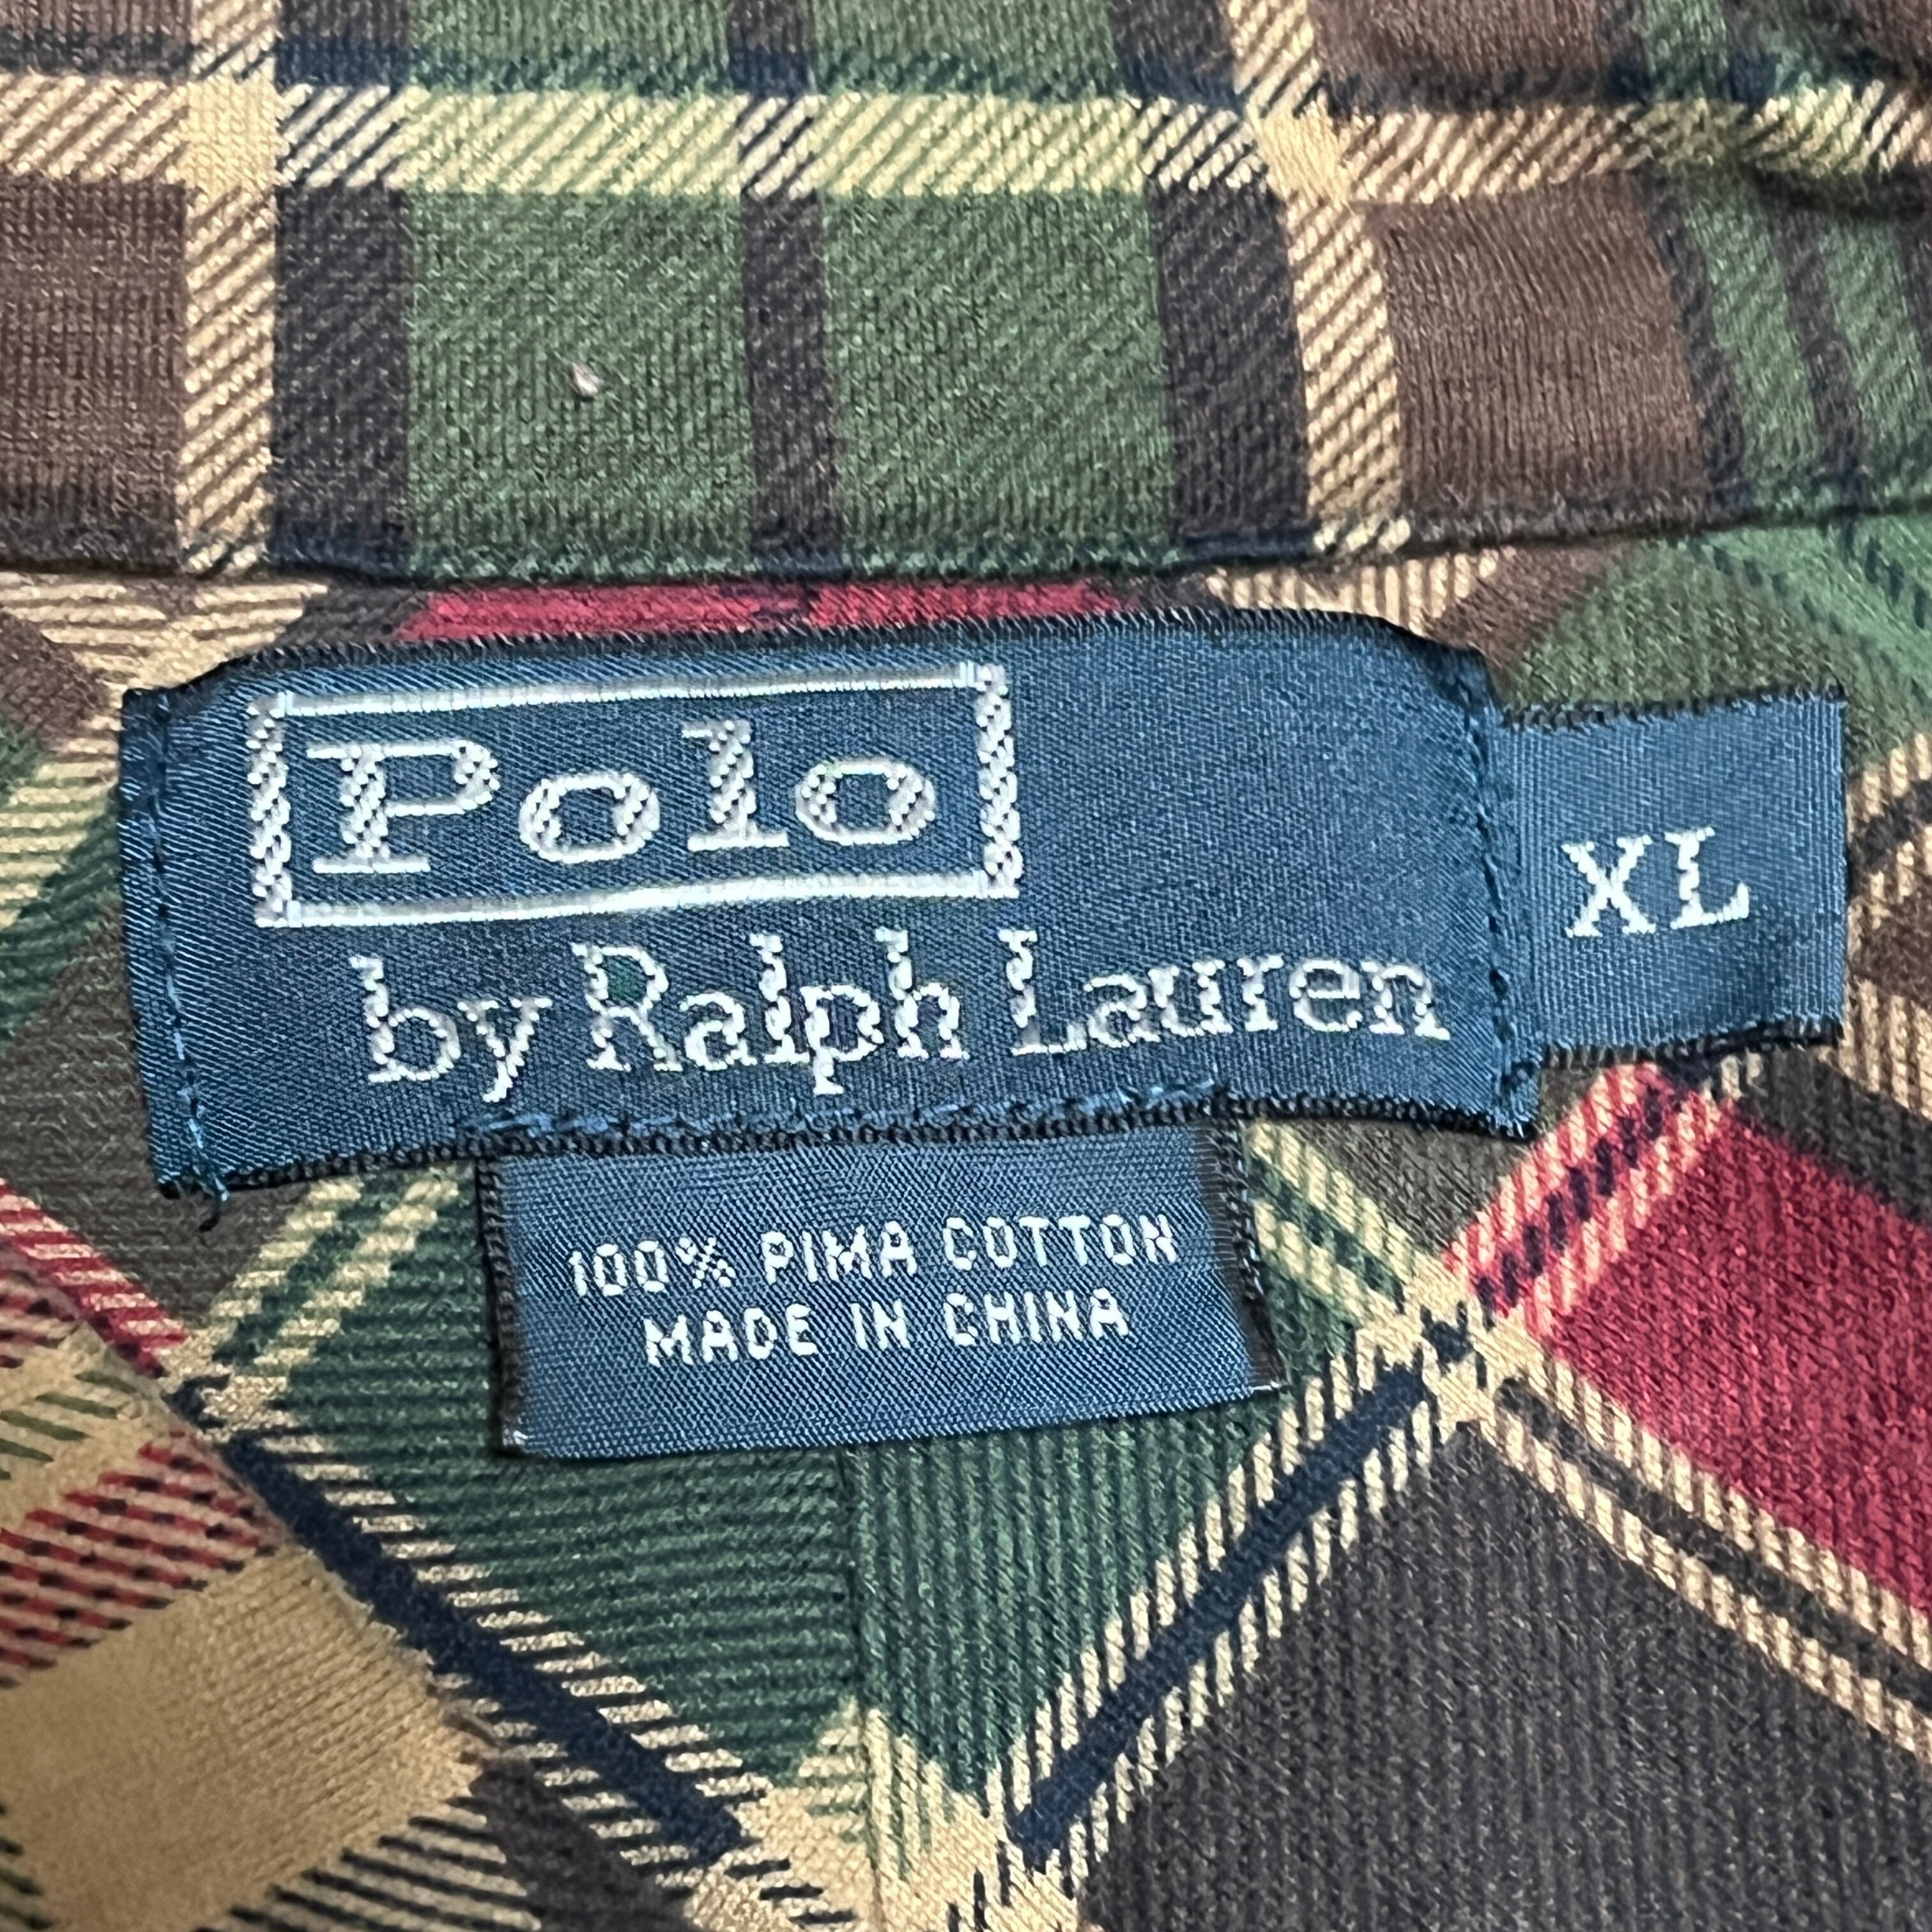 Polo
by Ralph Lauren
XL
100% PIMA COTTON
MADE IN CHINA